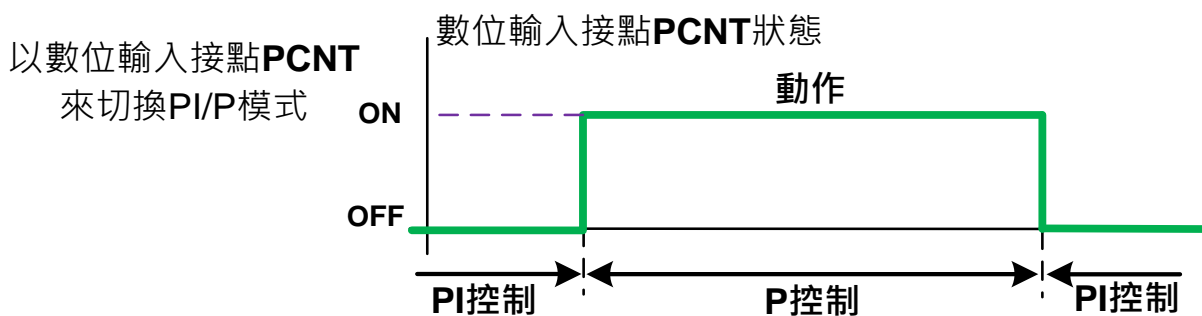 以數位輸入接點PCNT
來切換PI/P模式
數位輸入接點PCNT狀態
動作
ON
OFF
PI控制
P控制
PI控制